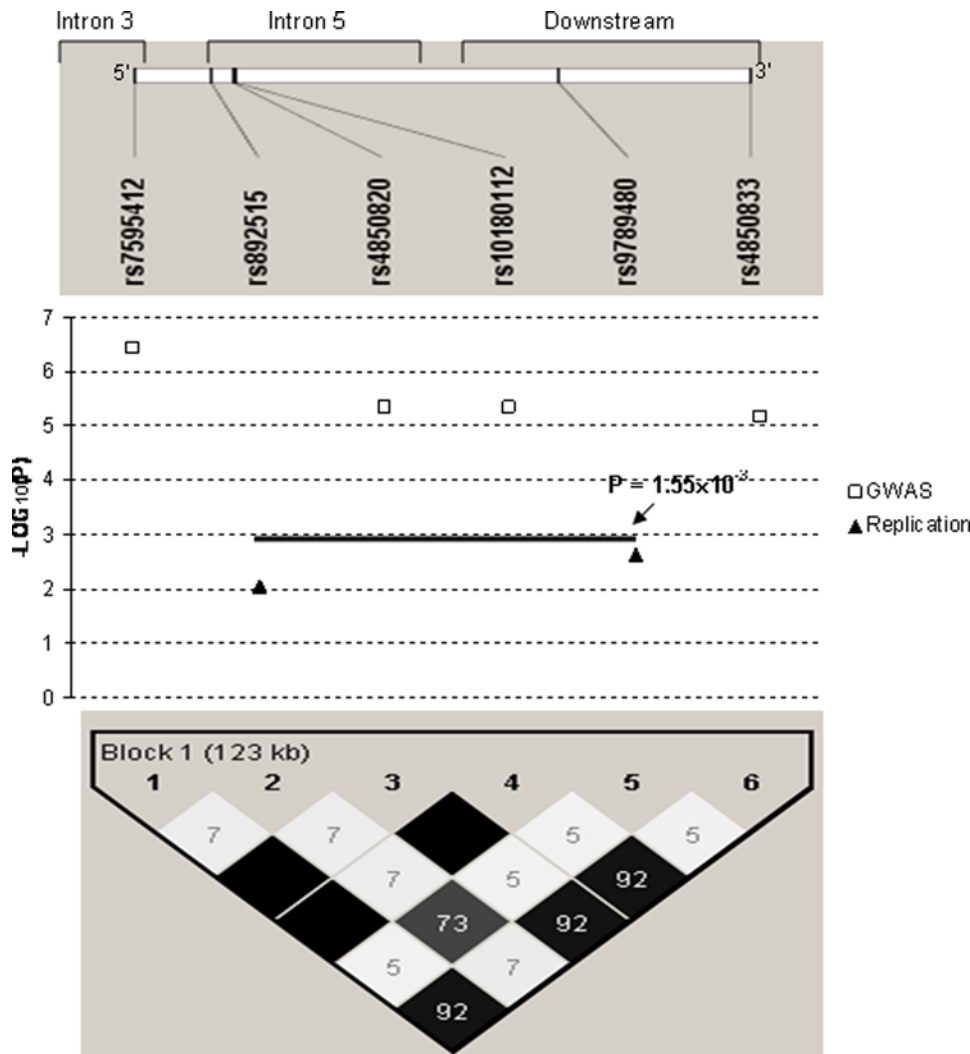 Intron 3 Intron 5 Downstream
5' 3'
rs7595412
rs892515
rs4850820
rs10180112
rs9789480
rs4850833
7
6
5
4
3
2
1
0
-LOG10(P)
P = 1.55x10-3
GWAS
Replication
Block 1 (123 kb)
1 2 3 4 5 6
7 7 5 5
7 5 92
73 92
5 7
92